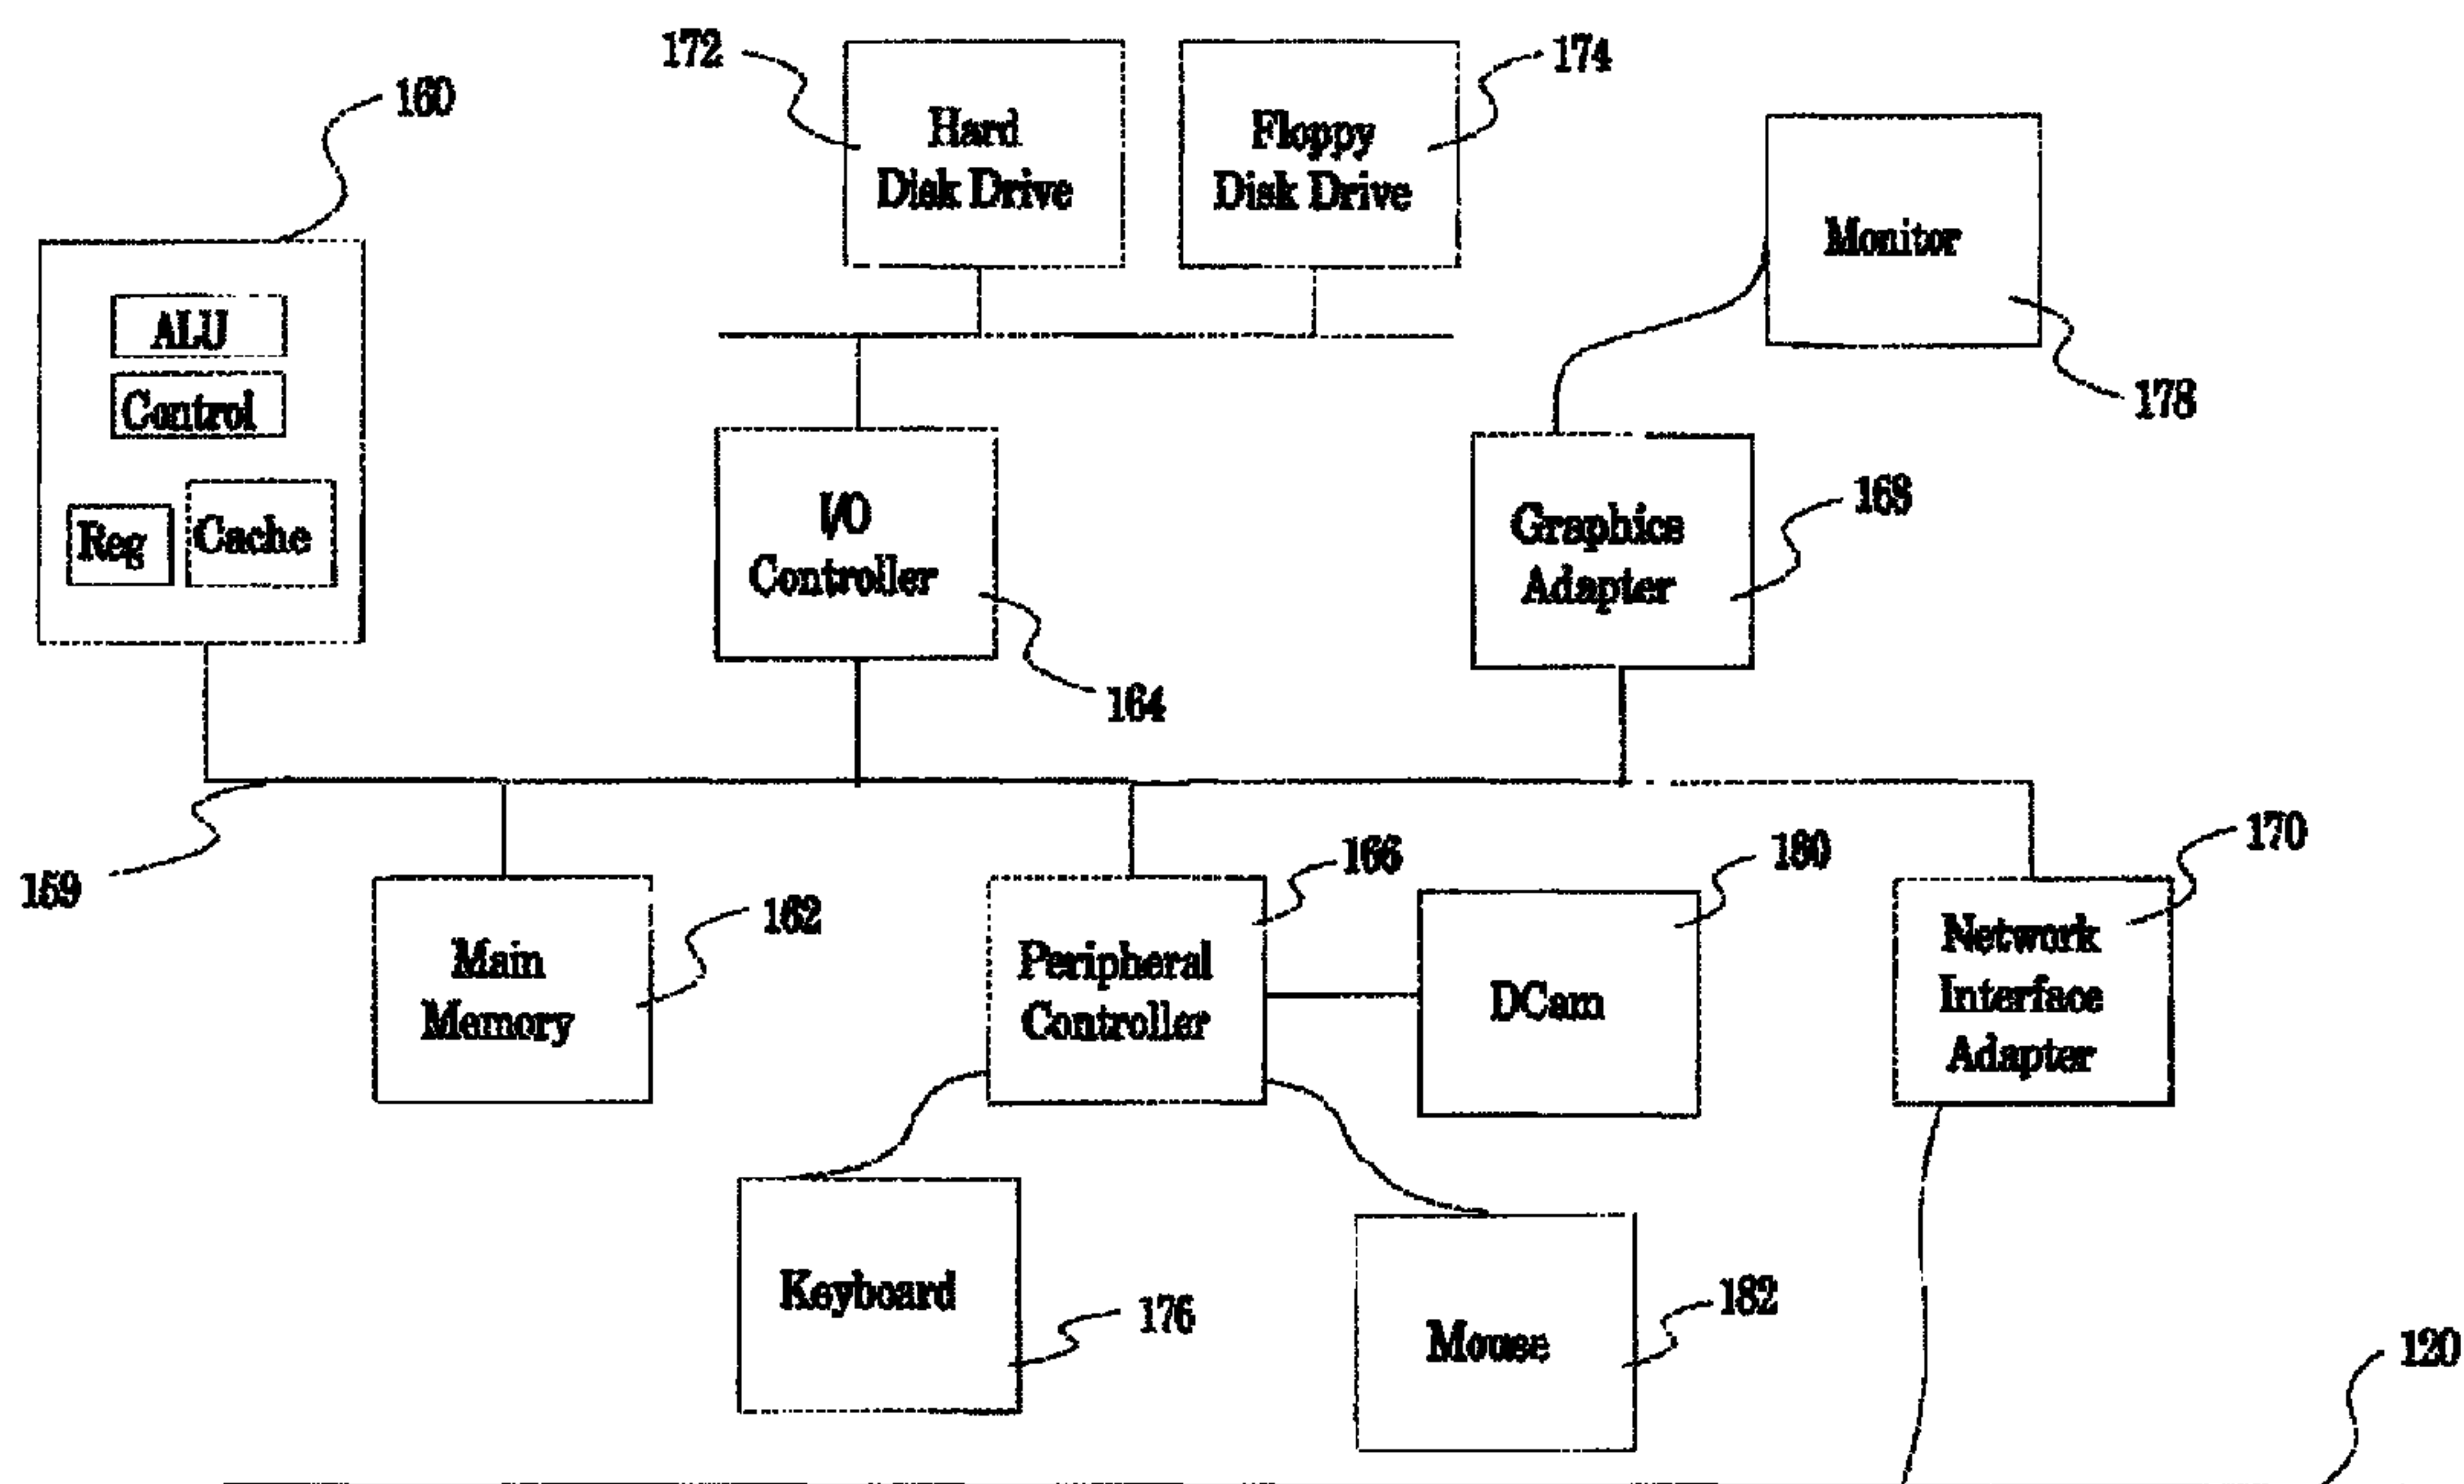 172
174
160
Hard
Disk Drive
Floppy
Disk Drive
Monitor
178
ALU
Control
Reg
Cache
I/O
Controller
164
Graphics
Adapter
168
159
Main
Memory
162
Peripheral
Controller
166
DCam
180
Network
Interface
Adapter
170
Keyboard
176
Mouse
182
120